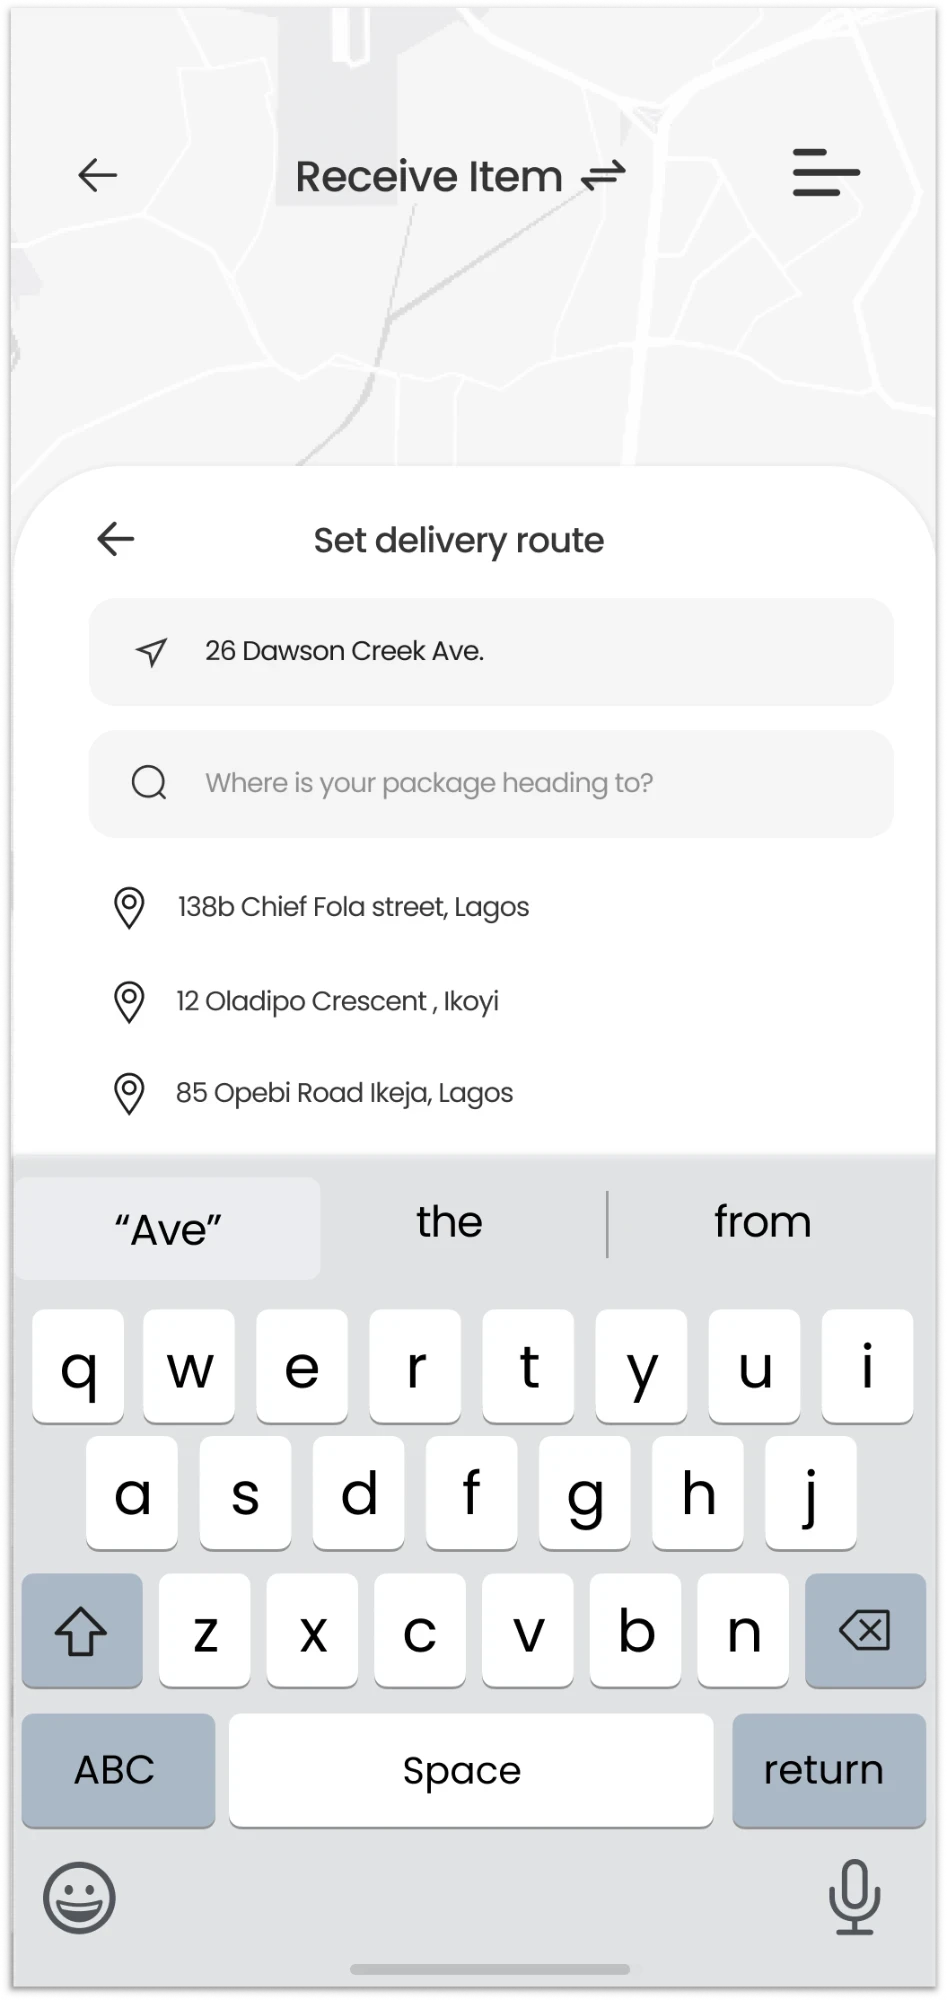 Receive Item
Set delivery route
26 Dawson Creek Ave.
Where is your package heading to?
138b Chief Fola street, Lagos
12 Oladipo Crescent , Ikoyi
85 Opebi Road Ikeja, Lagos
“Ave” the from
q w e r t y u i
a s d f g h j
z x c v b n
ABC Space return